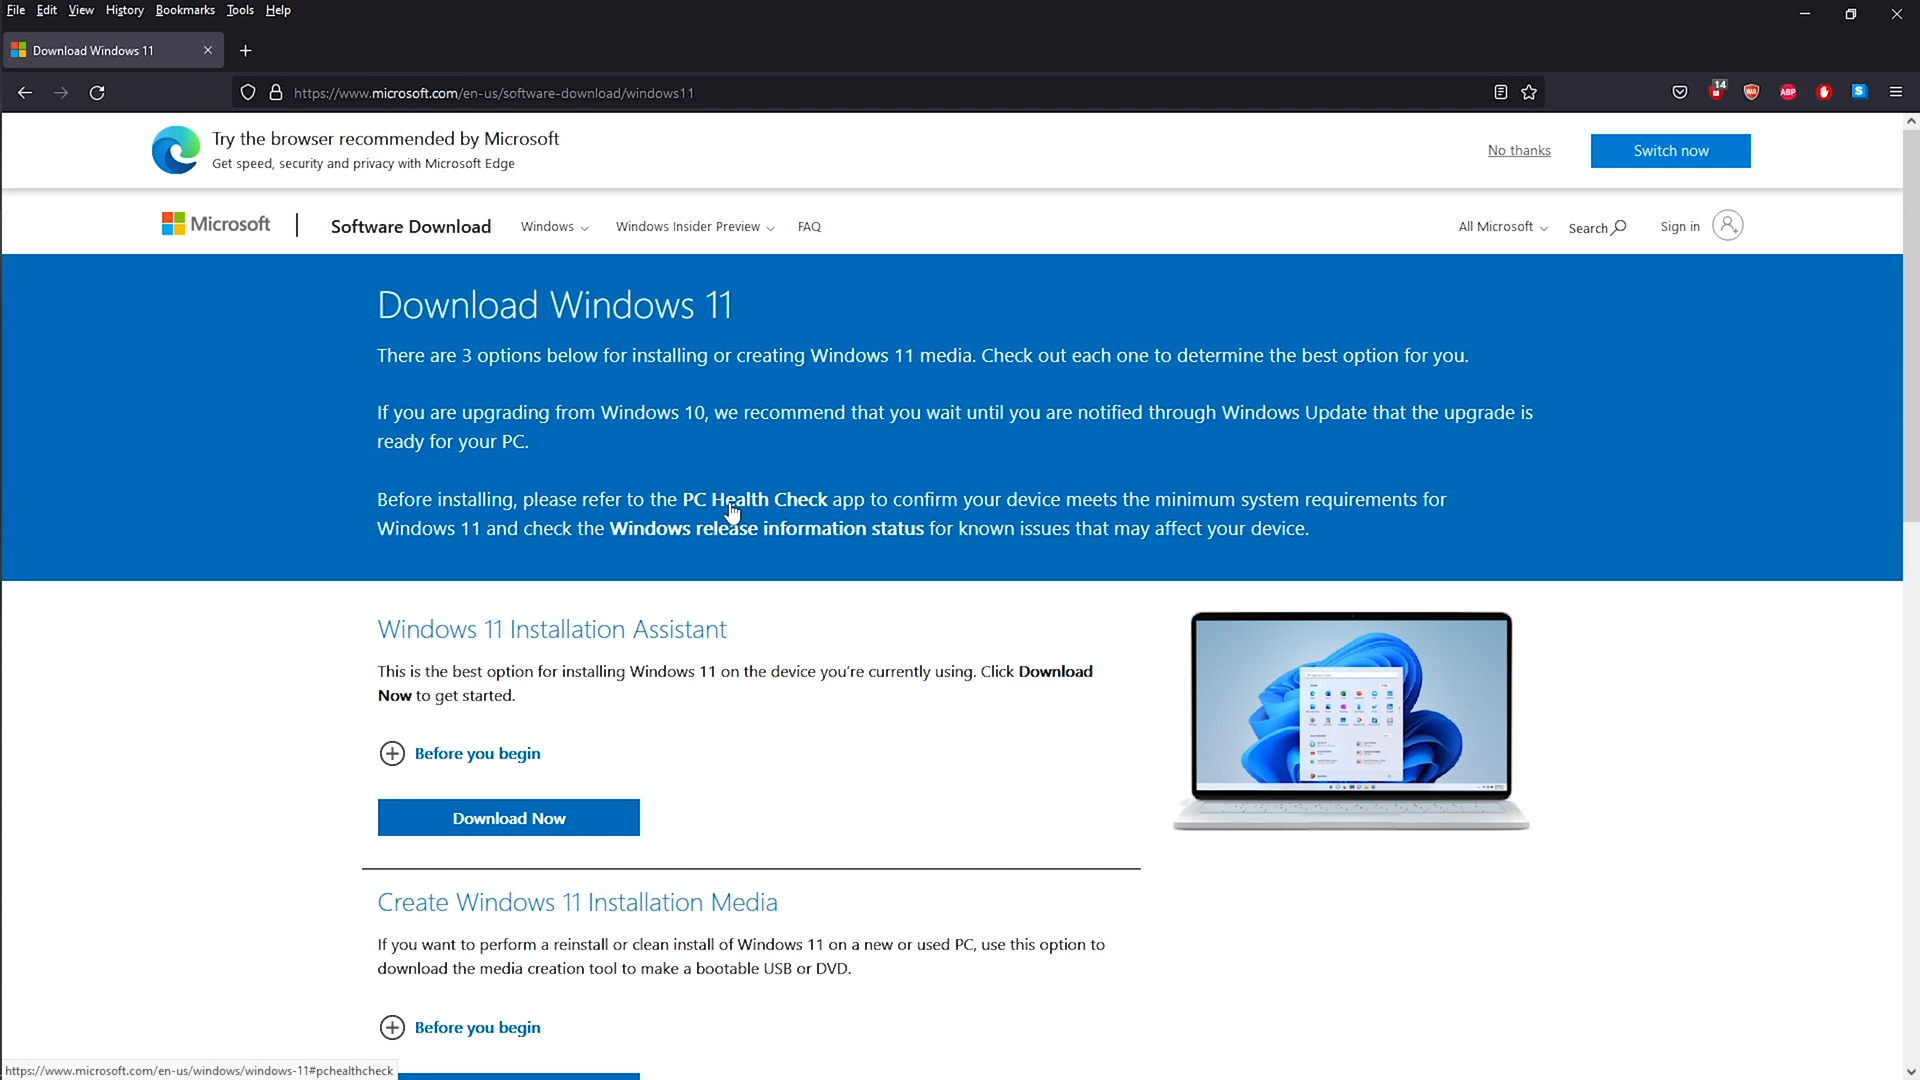 File Edit View History Bookmarks Tools Help
Download Windows 11
https://www.microsoft.com/en-us/software-download/windows11
14
ABP
S
Try the browser recommended by Microsoft
Get speed, security and privacy with Microsoft Edge
No thanks
Switch now
Microsoft
Software Download
Windows
Windows Insider Preview
FAQ
All Microsoft
Search
Sign in
Download Windows 11
There are 3 options below for installing or creating Windows 11 media. Check out each one to determine the best option for you.
If you are upgrading from Windows 10, we recommend that you wait until you are notified through Windows Update that the upgrade is
ready for your PC.
Before installing, please refer to the PC Health Check app to confirm your device meets the minimum system requirements for
Windows 11 and check the Windows release information status for known issues that may affect your device.
Windows 11 Installation Assistant
This is the best option for installing Windows 11 on the device you're currently using. Click Download
Now to get started.
Before you begin
Download Now
Create Windows 11 Installation Media
If you want to perform a reinstall or clean install of Windows 11 on a new or used PC, use this option to
download the media creation tool to make a bootable USB or DVD.
Before you begin
https://www.microsoft.com/en-us/windows/windows-11#pchealthcheck